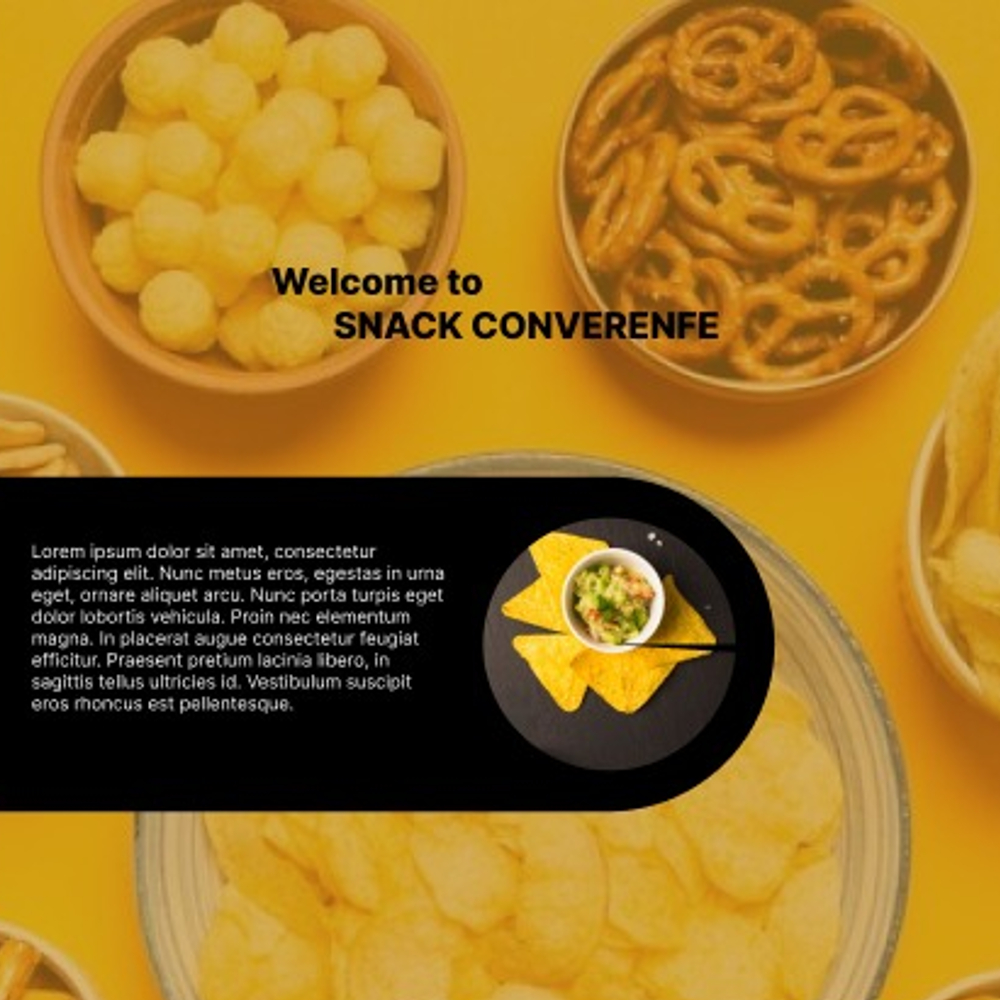 Welcome to
SNACK CONVERENFE
Lorem ipsum dolor sit amet, consectetur
adipiscing elit. Nunc metus eros, egestas in urna
eget, ornare aliquet arcu. Nunc porta turpis eget
dolor lobortis vehicula. Proin nec elementum
magna. In placerat augue consectetur feugiat
efficitur. Praesent pretium lacinia libero, in
sagittis tellus ultricies id. Vestibulum suscipit
eros rhoncus est pellentesque.